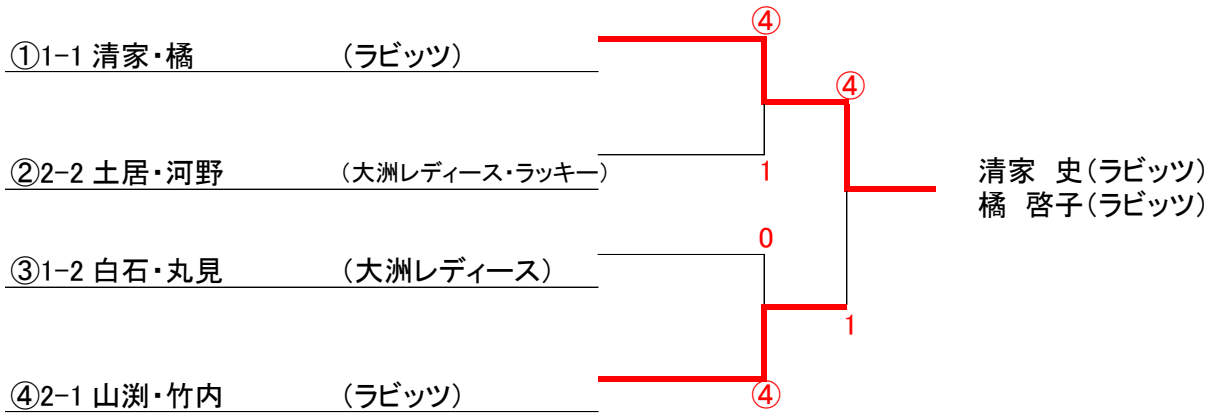 ④
①1-1 清家・橘 （ラビッツ）
④
②2-2 土居・河野 （大洲レディース・ラッキー）
1
清家　史（ラビッツ）
橘　啓子（ラビッツ）
0
③1-2 白石・丸見 （大洲レディース）
1
④2-1 山渕・竹内 （ラビッツ）
④